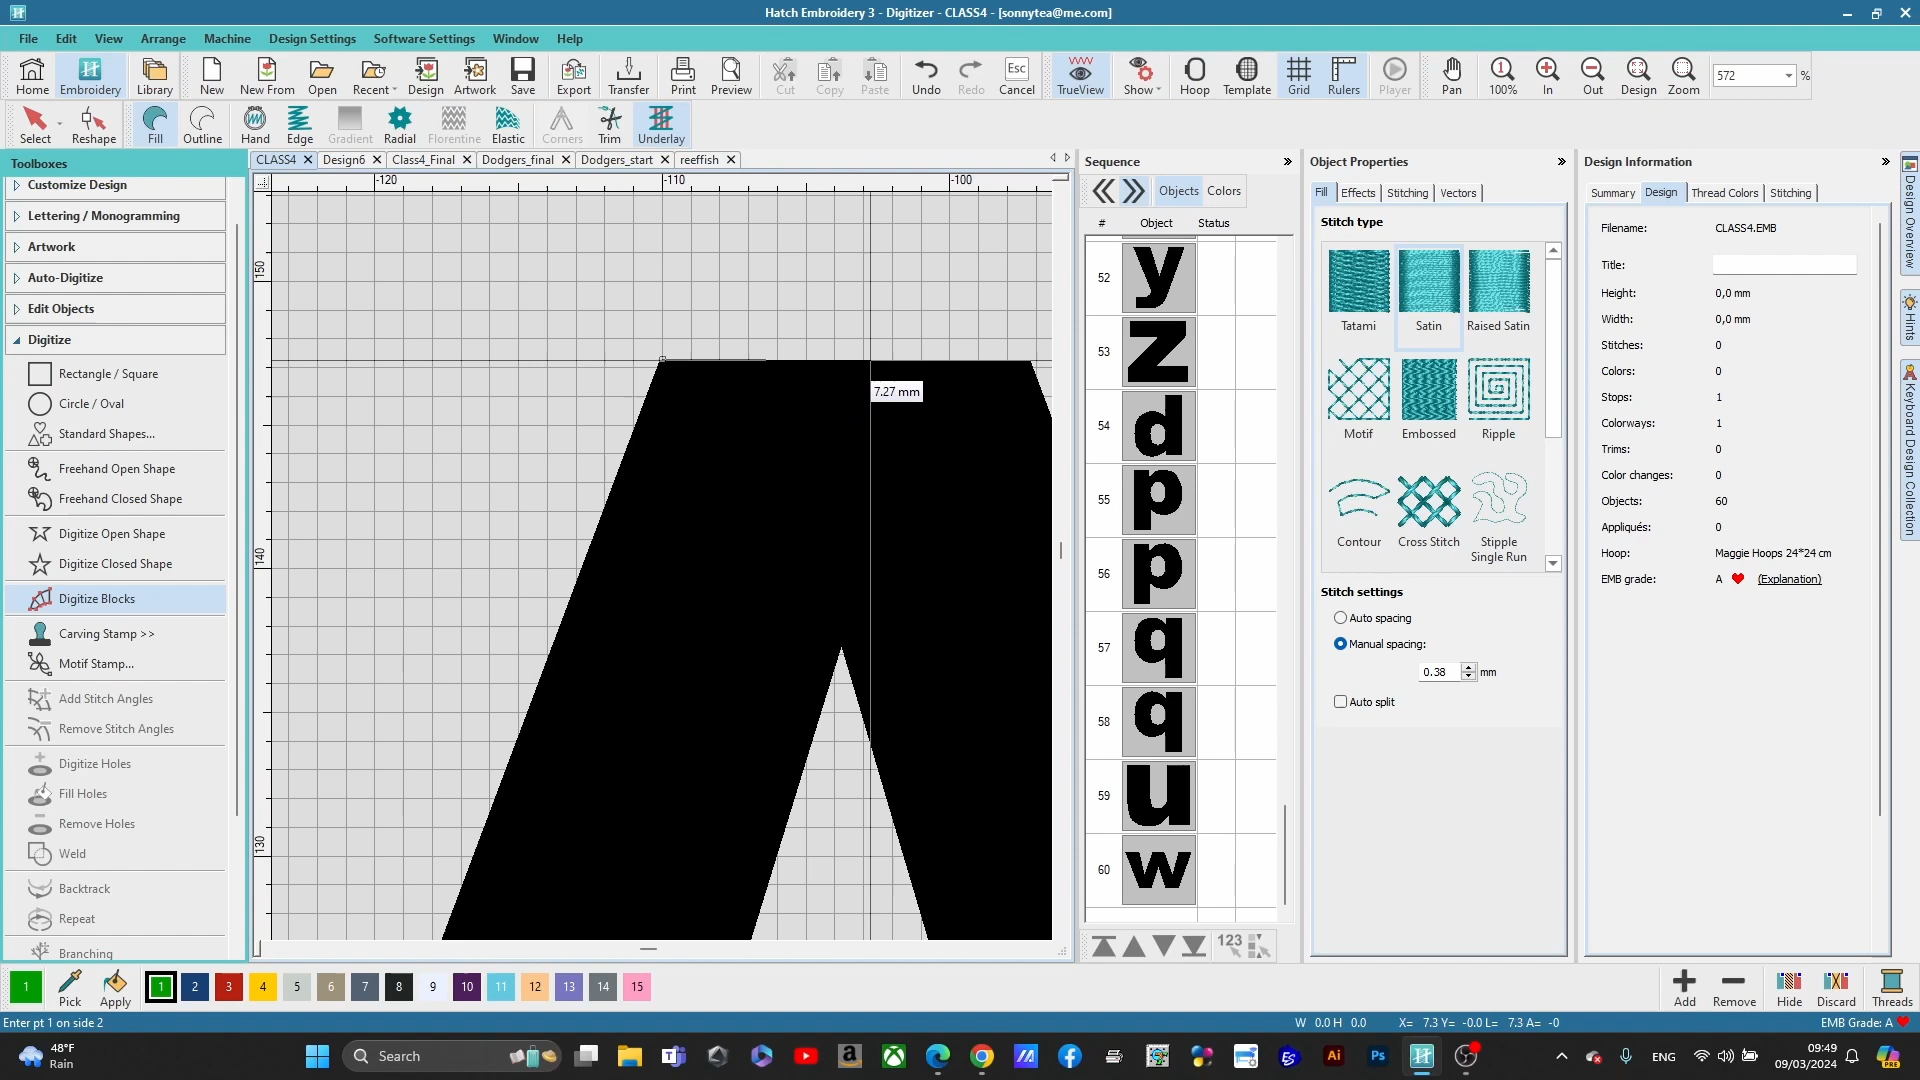 Hatch Embroidery 3 - Digitizer - CLASS4 - [sonnytea@me.com]
File Edit View Arrange Machine Design Settings Software Settings Window Help
Home Embroidery Library New New From Open Recent Design Artwork Save Export Transfer Print Preview Cut Copy Paste Undo Redo Esc Cancel TrueView Show Hoop Template Grid Rulers Player Pan 1 100% In Out Design Zoom 572 %
Select Reshape Fill Outline Hand Edge Gradient Radial Florentine Elastic Corners Trim Underlay
Toolboxes
Customize Design
Lettering / Monogramming
Artwork
Auto-Digitize
Edit Objects
Digitize
Rectangle / Square
Circle / Oval
Standard Shapes...
Freehand Open Shape
Freehand Closed Shape
Digitize Open Shape
Digitize Closed Shape
Digitize Blocks
Carving Stamp >>
Motif Stamp...
Add Stitch Angles
Remove Stitch Angles
Digitize Holes
Fill Holes
Remove Holes
Weld
Backtrack
Repeat
Branching
CLASS4 Design6 Class4_Final Dodgers_final Dodgers_start reeffish
-120 -110 -100
150
140
130
7.27 mm
Sequence
Objects Colors
# Object Status
52 y
53 z
54 d
55 p
56 p
57 q
58 q
59 u
60 w
123
Object Properties
Fill Effects Stitching Vectors
Stitch type
Tatami Satin Raised Satin
Motif Embossed Ripple
Contour Cross Stitch Stipple Single Run
Stitch settings
Auto spacing
Manual spacing:
0.38 mm
Auto split
Design Information
Summary Design Thread Colors Stitching
Filename: CLASS4.EMB
Title:
Height: 0,0 mm
Width: 0,0 mm
Stitches: 0
Colors: 0
Stops: 1
Colorways: 1
Trims: 0
Color changes: 0
Objects: 60
Appliqués: 0
Hoop: Maggie Hoops 24*24 cm
EMB grade: A (Explanation)
Design Overview
Hints
Keyboard Design Collection
1 Pick Apply 1 2 3 4 5 6 7 8 9 10 11 12 13 14 15 Add Remove Hide Discard Threads
Enter pt 1 on side 2 W 0.0 H 0.0 X= 7.3 Y= -0.0 L= 7.3 A= -0 EMB Grade: A
48°F
Rain
Search
ENG
09:49
09/03/2024